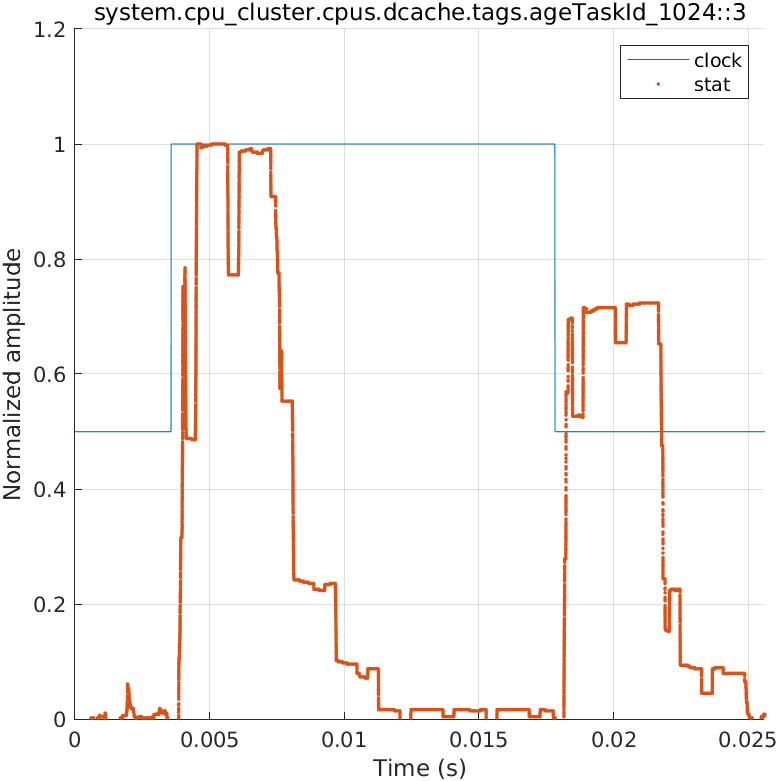 system.cpu_cluster.cpus.dcache.tags.ageTaskId_1024::3
1.2
clock
stat
1
0.8
Normalized amplitude
0.6
0.4
0.2
0
0
0.005
0.01
0.015
0.02
0.025
Time (s)